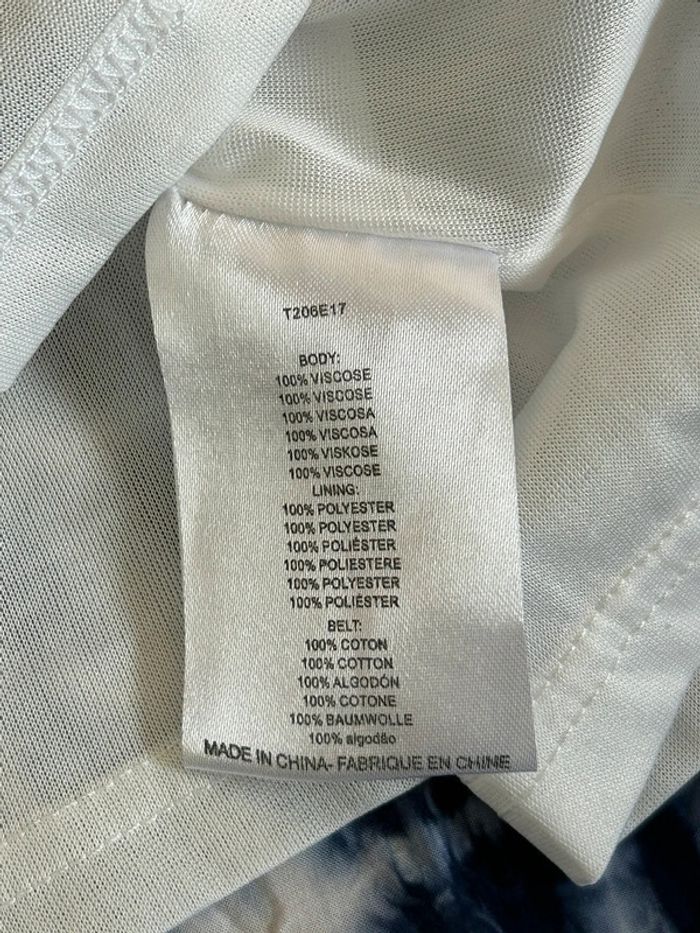 T206E17
BODY:
100% VISCOSE
100% VISCOSE
100% VISCOSA
100% VISCOSA
100% VISKOSE
100% VISCOSE
LINING:
100% POLYESTER
100% POLYESTER
100% POLIÉSTER
100% POLIESTERE
100% POLYESTER
100% POLIÉSTER
BELT:
100% COTON
100% COTTON
100% ALGODÓN
100% COTONE
100% BAUMWOLLE
100% algodão
MADE IN CHINA- FABRIQUE EN CHINE